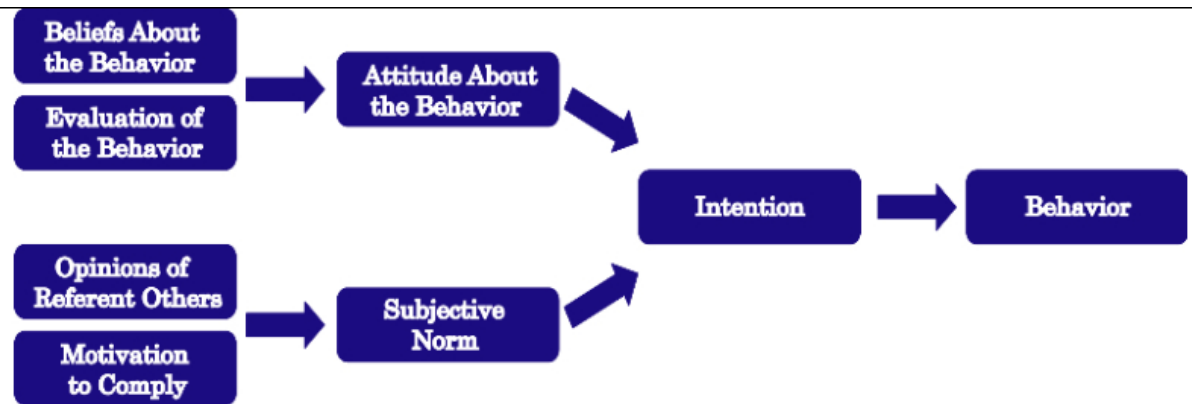 Beliefs About
the Behavior
Evaluation of
the Behavior
Attitude About
the Behavior
Opinions of
Referent Others
Motivation
to Comply
Subjective
Norm
Intention
Behavior